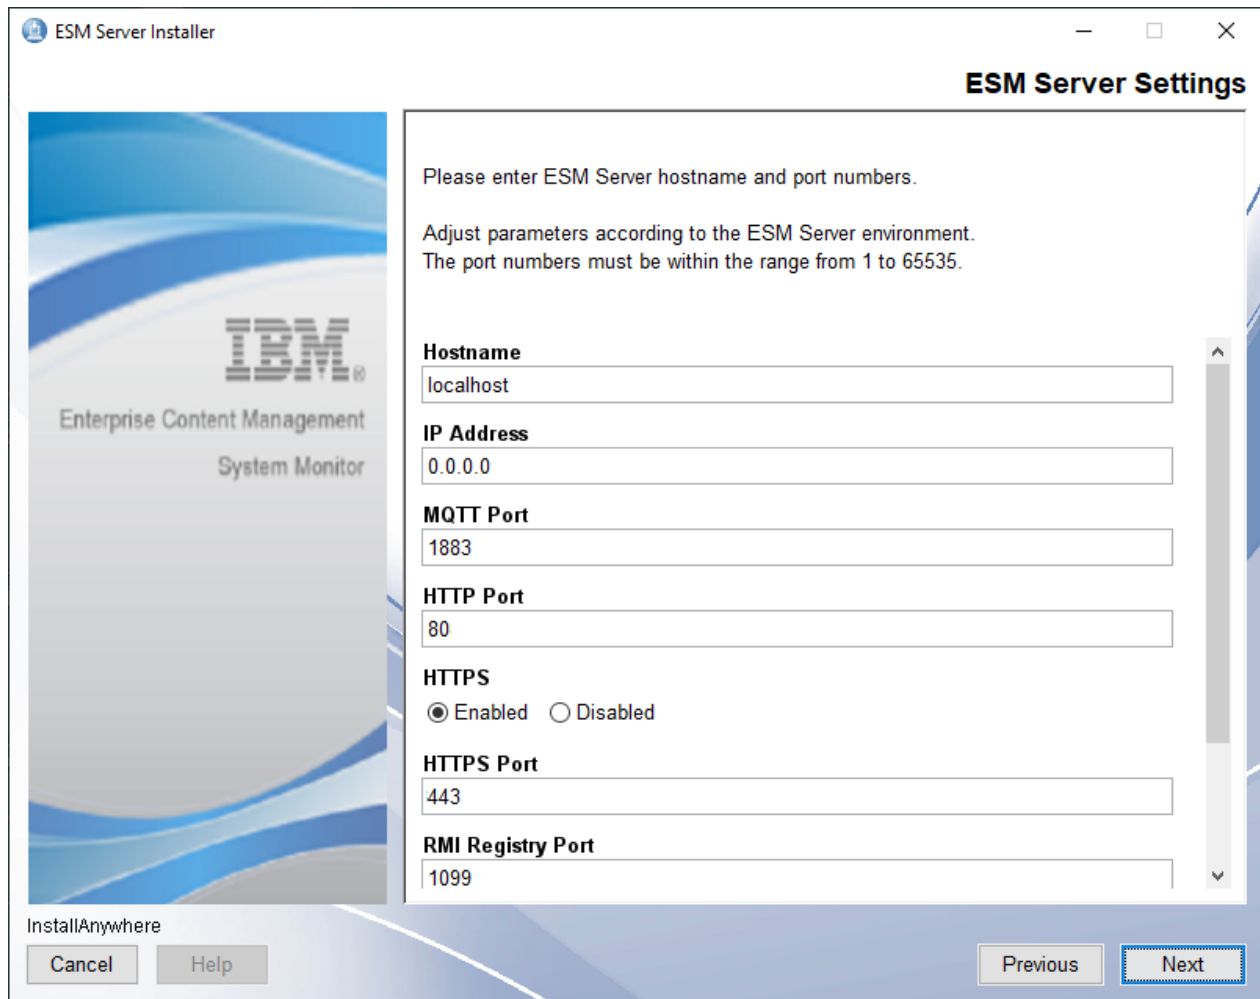 ESM Server Installer
ESM Server Settings
IBM®
Enterprise Content Management
System Monitor
Please enter ESM Server hostname and port numbers.
Adjust parameters according to the ESM Server environment.
The port numbers must be within the range from 1 to 65535.
Hostname
localhost
IP Address
0.0.0.0
MQTT Port
1883
HTTP Port
80
HTTPS
Enabled Disabled
HTTPS Port
443
RMI Registry Port
1099
InstallAnywhere
Cancel Help Previous Next